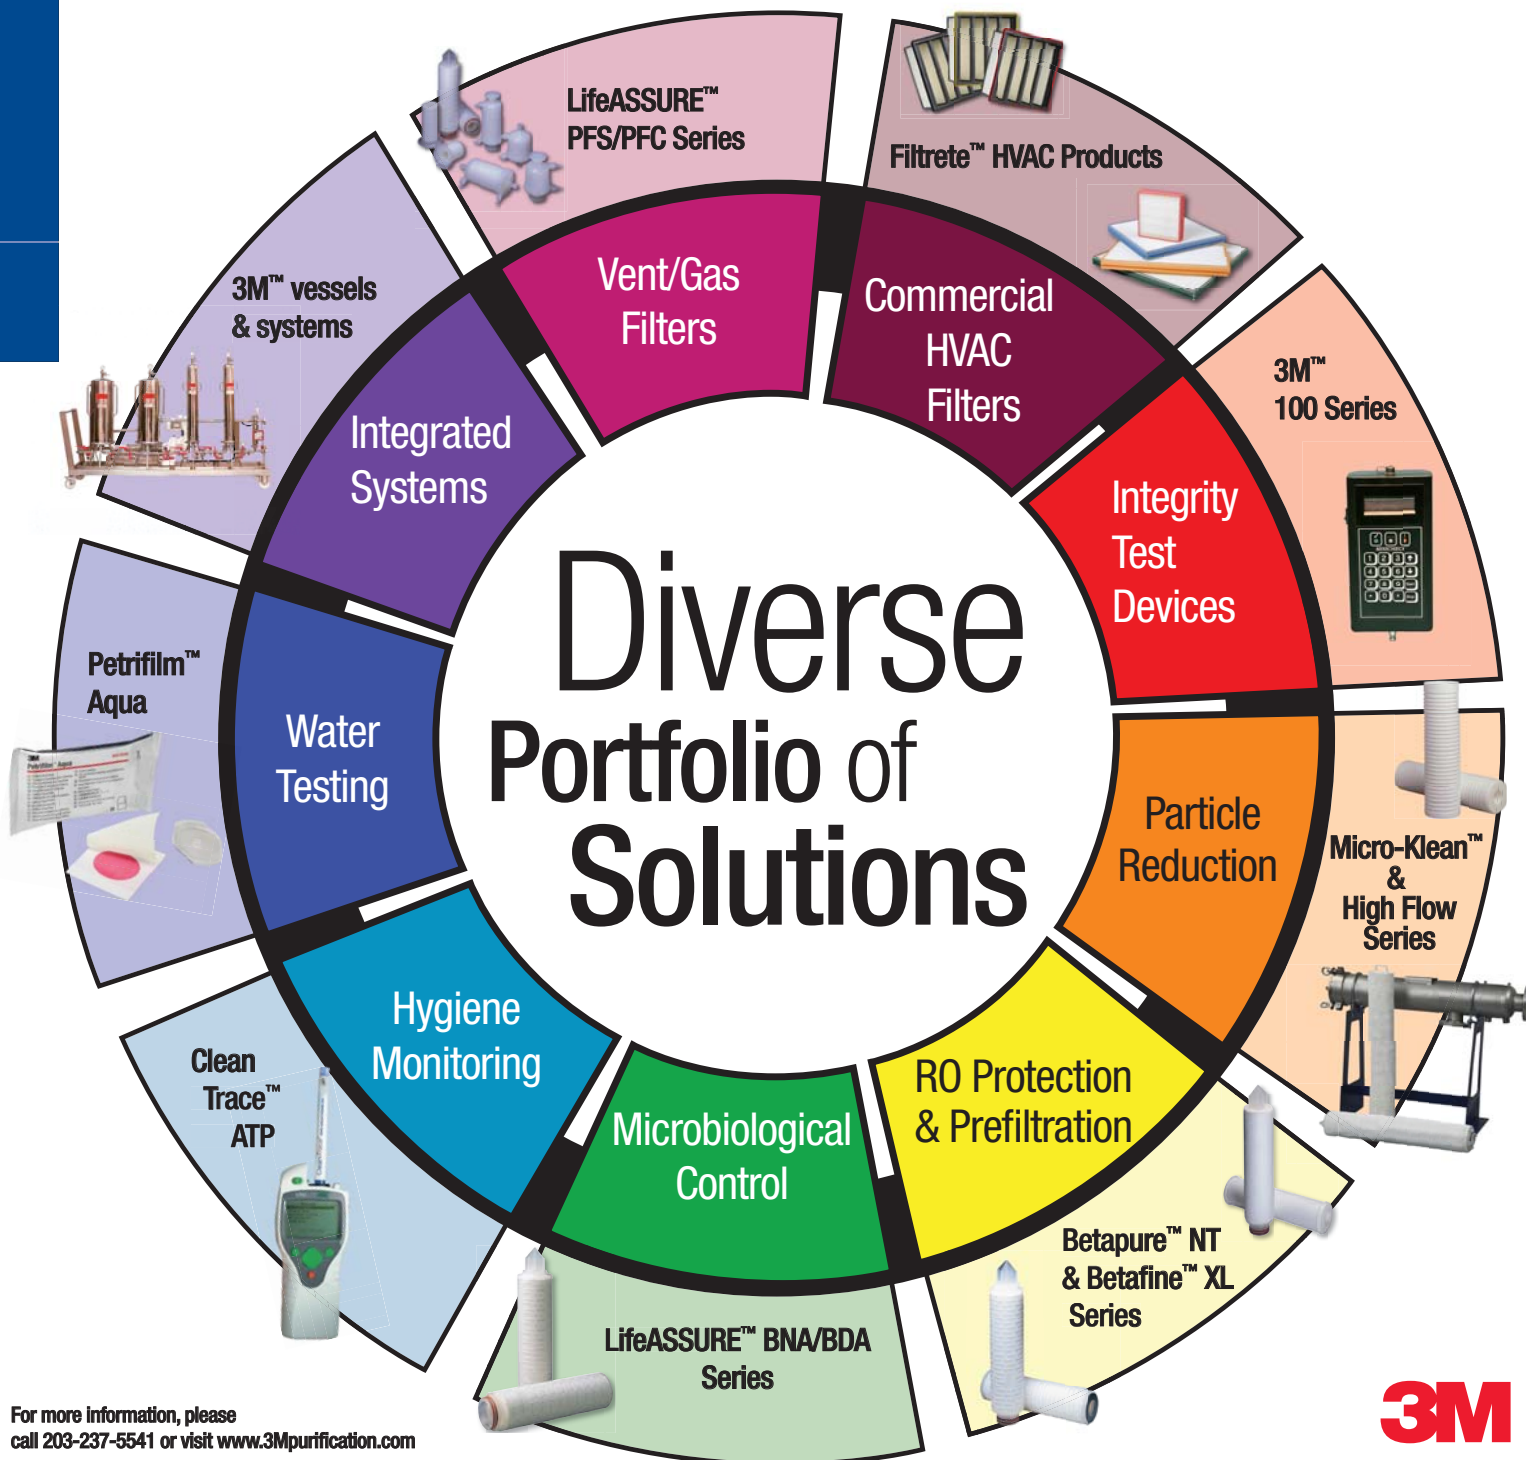 LifeASSURE™
PFS/PFC Series
Filtrete™ HVAC Products
3M™ vessels
& systems
Vent/Gas
Filters
Commercial
HVAC
Filters
3M™
100 Series
Integrated
Systems
Integrity
Test
Devices
Diverse
Portfolio of
Solutions
Petrifilm™
Aqua
Water
Testing
3M
Petrifilm™ Aqua
Particle
Reduction
Micro-Klean™
&
High Flow
Series
Hygiene
Monitoring
Clean
Trace™
ATP
RO Protection
& Prefiltration
Microbiological
Control
Betapure™ NT
& Betafine™ XL
Series
LifeASSURE™ BNA/BDA
Series
For more information, please
call 203-237-5541 or visit www.3Mpurification.com
3M